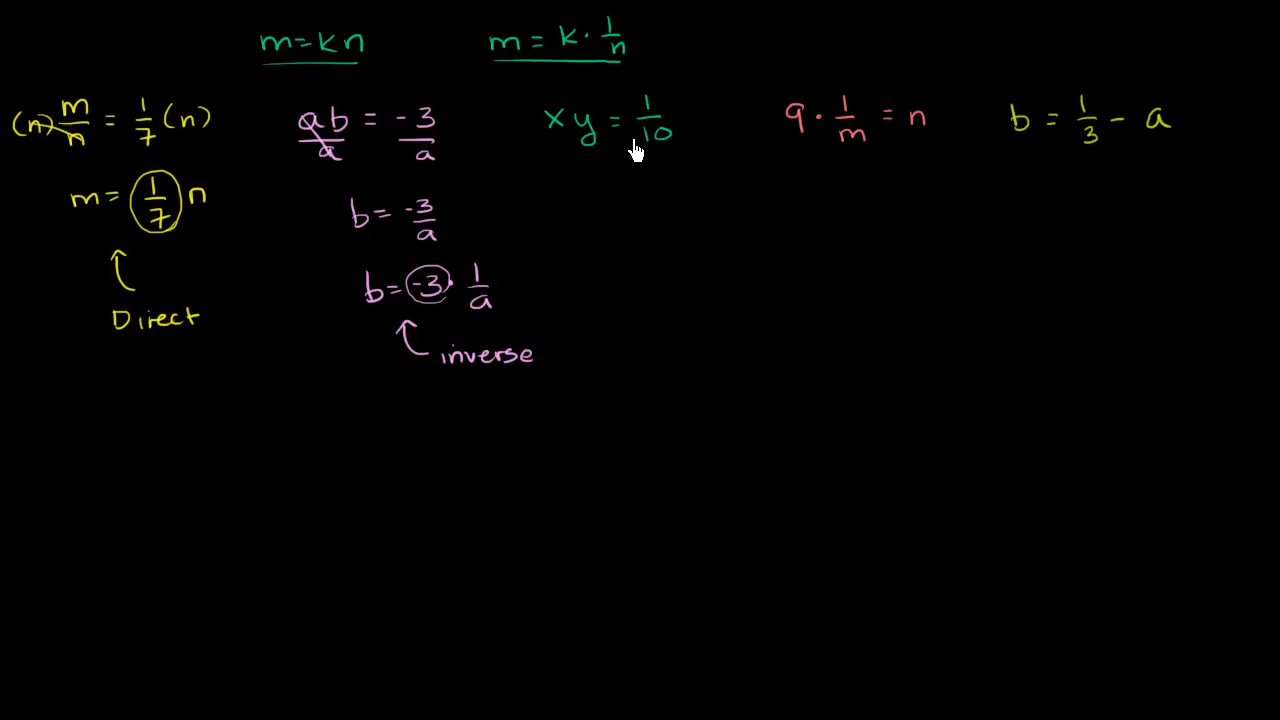 m = kn
m = k · 1/n
(n) m/n = 1/7 (n)
m = 1/7 n
Direct
ab/a = -3/a
b = -3/a
b = -3 · 1/a
inverse
xy = 1/10
9 · 1/m = n
b = 1/3 - a